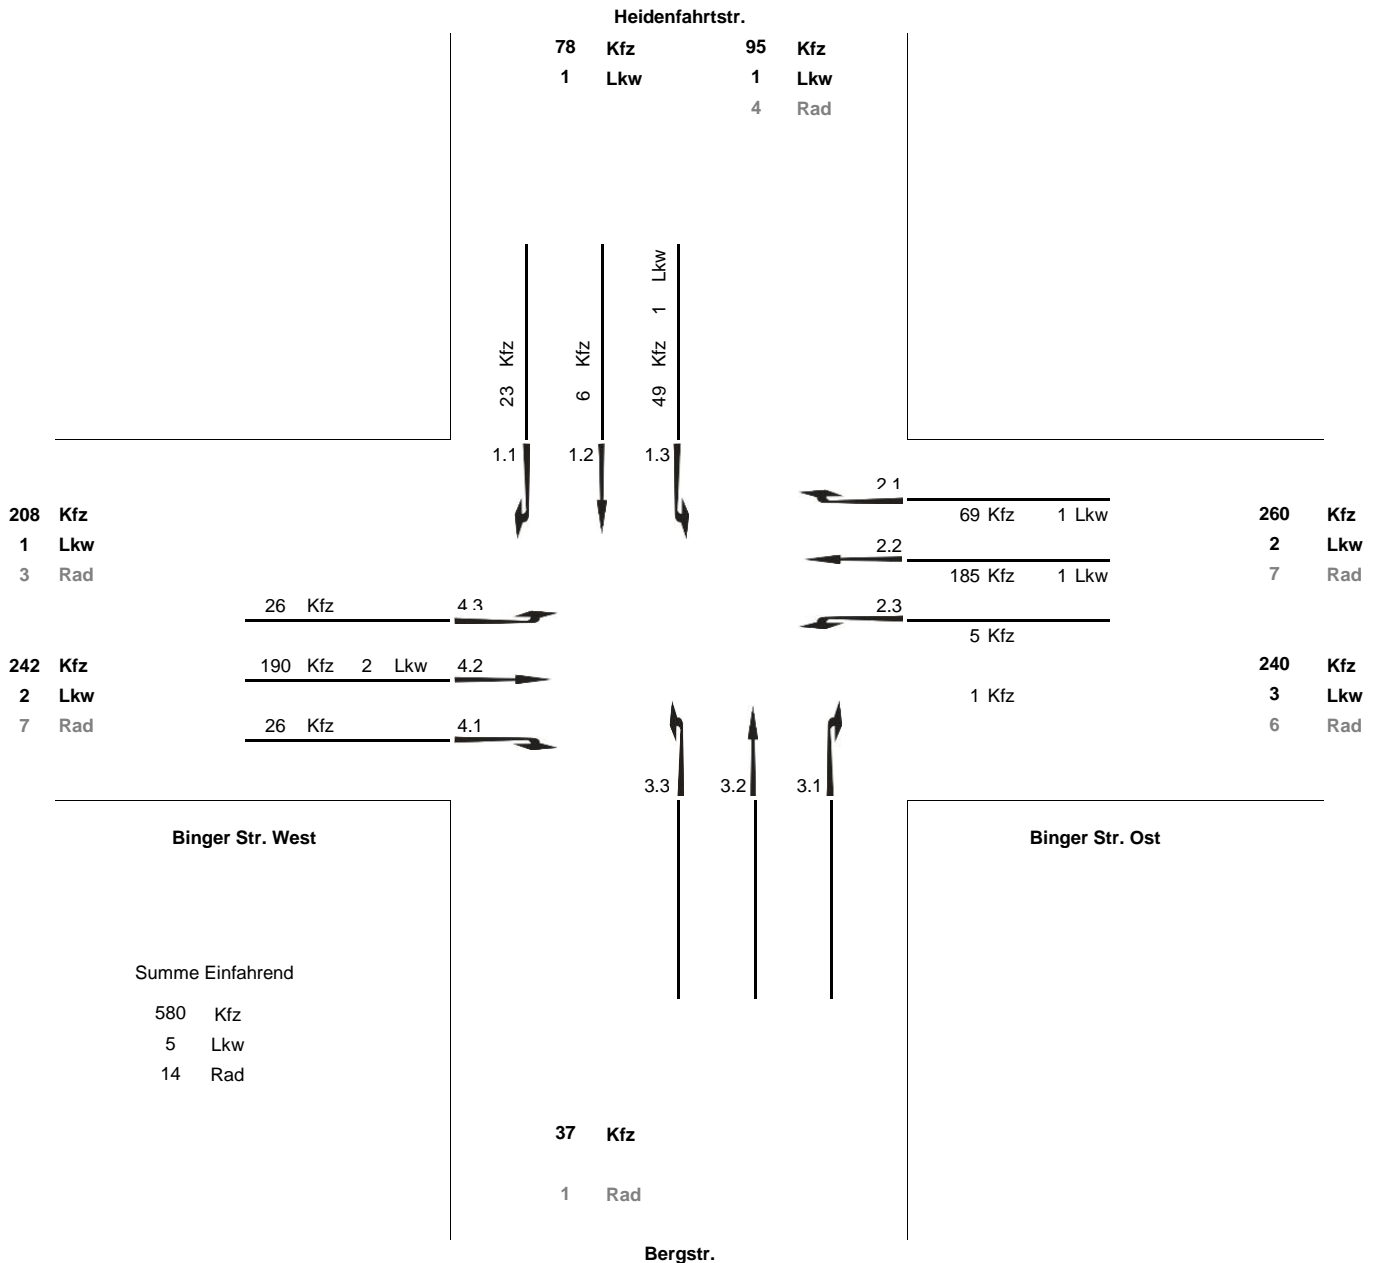 Heidenfahrtstr.
78 Kfz 95 Kfz
1 Lkw 1 Lkw
4 Rad
23 Kfz
6 Kfz
49 Kfz 1 Lkw
1.1 1.2 1.3
2.1
69 Kfz 1 Lkw
208 Kfz
1 Lkw
3 Rad
260 Kfz
2 Lkw
7 Rad
2.2
185 Kfz 1 Lkw
26 Kfz 4.3
2.3
5 Kfz
242 Kfz
2 Lkw
7 Rad
190 Kfz 2 Lkw 4.2
1 Kfz
240 Kfz
3 Lkw
6 Rad
26 Kfz 4.1
3.3 3.2 3.1
Binger Str. West
Binger Str. Ost
Summe Einfahrend
580 Kfz
5 Lkw
14 Rad
37 Kfz
1 Rad
Bergstr.